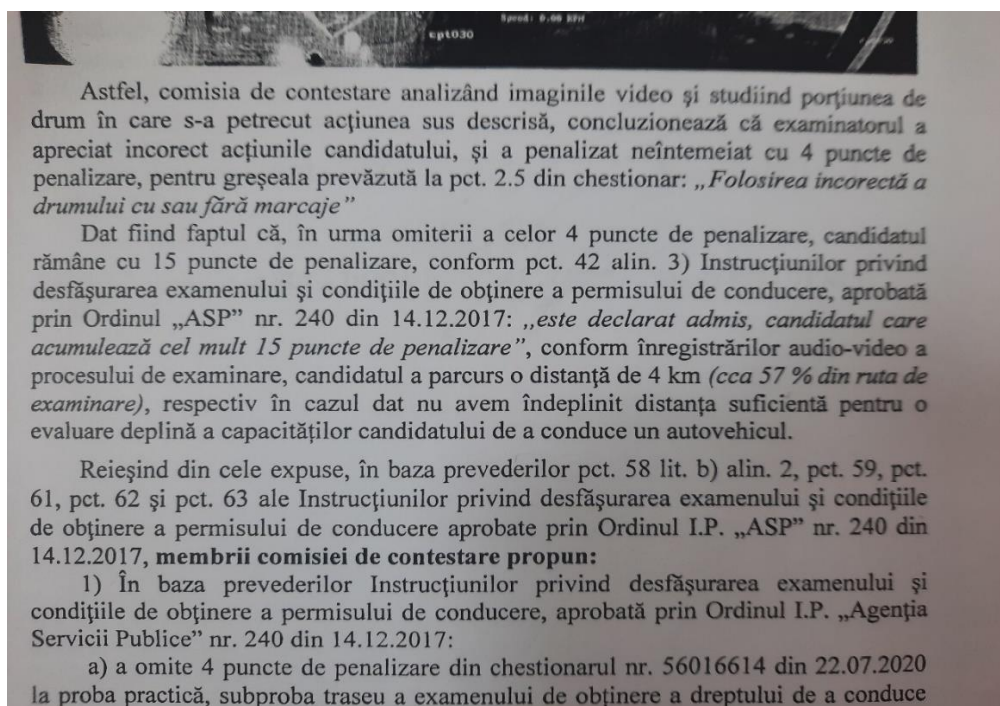 Speed: 0.00 KPH
cpt030
Astfel, comisia de contestare analizând imaginile video şi studiind porţiunea de
drum în care s-a petrecut acţiunea sus descrisă, concluzionează că examinatorul a
apreciat incorect acţiunile candidatului, şi a penalizat neîntemeiat cu 4 puncte de
penalizare, pentru greşeala prevăzută la pct. 2.5 din chestionar: „Folosirea incorectă a
drumului cu sau fără marcaje”
Dat fiind faptul că, în urma omiterii a celor 4 puncte de penalizare, candidatul
rămâne cu 15 puncte de penalizare, conform pct. 42 alin. 3) Instrucţiunilor privind
desfăşurarea examenului şi condiţiile de obţinere a permisului de conducere, aprobată
prin Ordinul „ASP” nr. 240 din 14.12.2017: ,,este declarat admis, candidatul care
acumulează cel mult 15 puncte de penalizare”, conform înregistrărilor audio-video a
procesului de examinare, candidatul a parcurs o distanţă de 4 km (cca 57 % din ruta de
examinare), respectiv în cazul dat nu avem îndeplinit distanţa suficientă pentru o
evaluare deplină a capacităţilor candidatului de a conduce un autovehicul.
Reieşind din cele expuse, în baza prevederilor pct. 58 lit. b) alin. 2, pct. 59, pct.
61, pct. 62 şi pct. 63 ale Instrucţiunilor privind desfăşurarea examenului şi condiţiile
de obţinere a permisului de conducere aprobate prin Ordinul I.P. „ASP” nr. 240 din
14.12.2017, membrii comisiei de contestare propun:
1) În baza prevederilor Instrucţiunilor privind desfăşurarea examenului şi
condiţiile de obţinere a permisului de conducere, aprobată prin Ordinul I.P. „Agenţia
Servicii Publice” nr. 240 din 14.12.2017:
a) a omite 4 puncte de penalizare din chestionarul nr. 56016614 din 22.07.2020
la proba practică, subproba traseu a examenului de obţinere a dreptului de a conduce